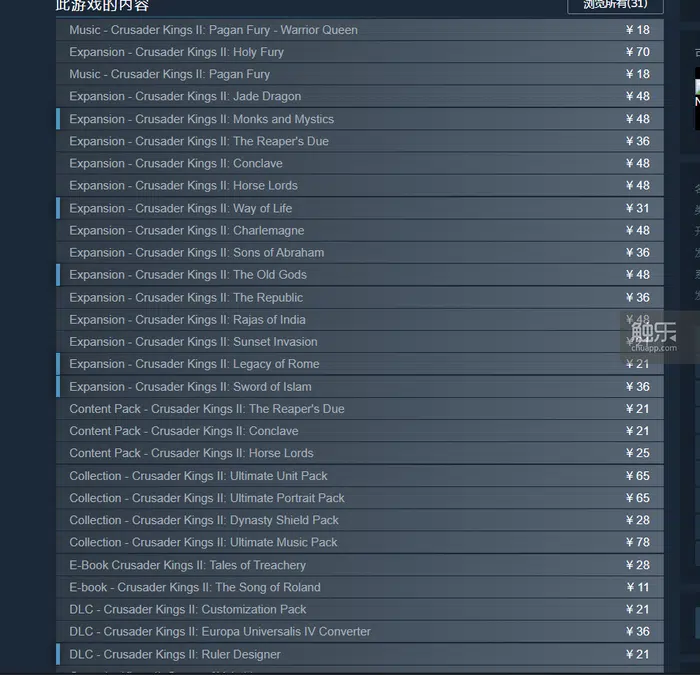 此游戏的内容
浏览所有(31)
Music - Crusader Kings II: Pagan Fury - Warrior Queen ¥ 18
Expansion - Crusader Kings II: Holy Fury ¥ 70
Music - Crusader Kings II: Pagan Fury ¥ 18
Expansion - Crusader Kings II: Jade Dragon ¥ 48
Expansion - Crusader Kings II: Monks and Mystics ¥ 48
Expansion - Crusader Kings II: The Reaper's Due ¥ 36
Expansion - Crusader Kings II: Conclave ¥ 48
Expansion - Crusader Kings II: Horse Lords ¥ 48
Expansion - Crusader Kings II: Way of Life ¥ 31
Expansion - Crusader Kings II: Charlemagne ¥ 48
Expansion - Crusader Kings II: Sons of Abraham ¥ 36
Expansion - Crusader Kings II: The Old Gods ¥ 48
Expansion - Crusader Kings II: The Republic ¥ 36
Expansion - Crusader Kings II: Rajas of India ¥ 48
Expansion - Crusader Kings II: Sunset Invasion ¥ 21
触乐
chuapp.com
Expansion - Crusader Kings II: Legacy of Rome ¥ 21
Expansion - Crusader Kings II: Sword of Islam ¥ 36
Content Pack - Crusader Kings II: The Reaper's Due ¥ 21
Content Pack - Crusader Kings II: Conclave ¥ 21
Content Pack - Crusader Kings II: Horse Lords ¥ 25
Collection - Crusader Kings II: Ultimate Unit Pack ¥ 65
Collection - Crusader Kings II: Ultimate Portrait Pack ¥ 65
Collection - Crusader Kings II: Dynasty Shield Pack ¥ 28
Collection - Crusader Kings II: Ultimate Music Pack ¥ 78
E-Book Crusader Kings II: Tales of Treachery ¥ 28
E-book - Crusader Kings II: The Song of Roland ¥ 11
DLC - Crusader Kings II: Customization Pack ¥ 21
DLC - Crusader Kings II: Europa Universalis IV Converter ¥ 36
DLC - Crusader Kings II: Ruler Designer ¥ 21